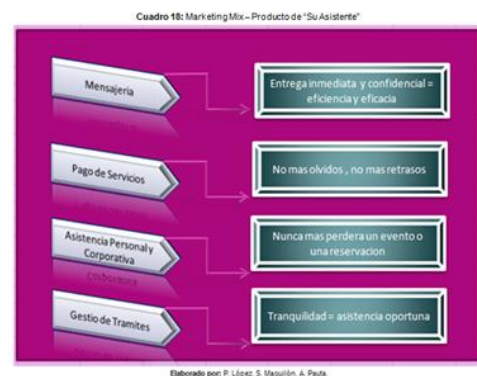 Cuadro 18: Marketing Mix – Producto de "Su Asistente"
Mensajería
Entrega inmediata y confidencial =
eficiencia y eficacia
Pago de Servicios
No mas olvidos , no mas retrasos
Asistencia Personal y
Corporativa
Nunca mas perdera un evento o
una reservacion
Gestio de Tramites
Tranquilidad = asistencia oportuna
Elaborado por: P. López, S. Maquilón, A. Pauta.